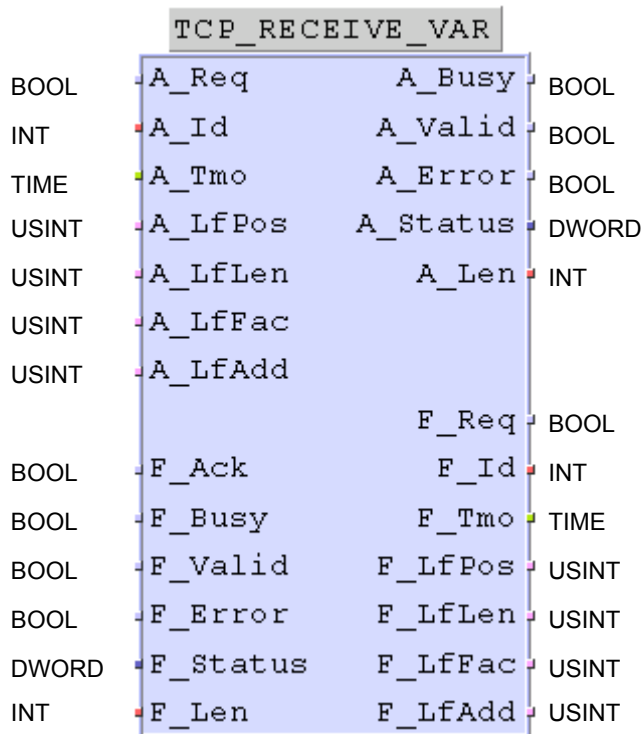 TCP_RECEIVE_VAR
BOOL A_Req A_Busy BOOL
INT A_Id A_Valid BOOL
TIME A_Tmo A_Error BOOL
USINT A_LfPos A_Status DWORD
USINT A_LfLen A_Len INT
USINT A_LfFac
USINT A_LfAdd
F_Req BOOL
BOOL F_Ack F_Id INT
BOOL F_Busy F_Tmo TIME
BOOL F_Valid F_LfPos USINT
BOOL F_Error F_LfLen USINT
DWORD F_Status F_LfFac USINT
INT F_Len F_LfAdd USINT